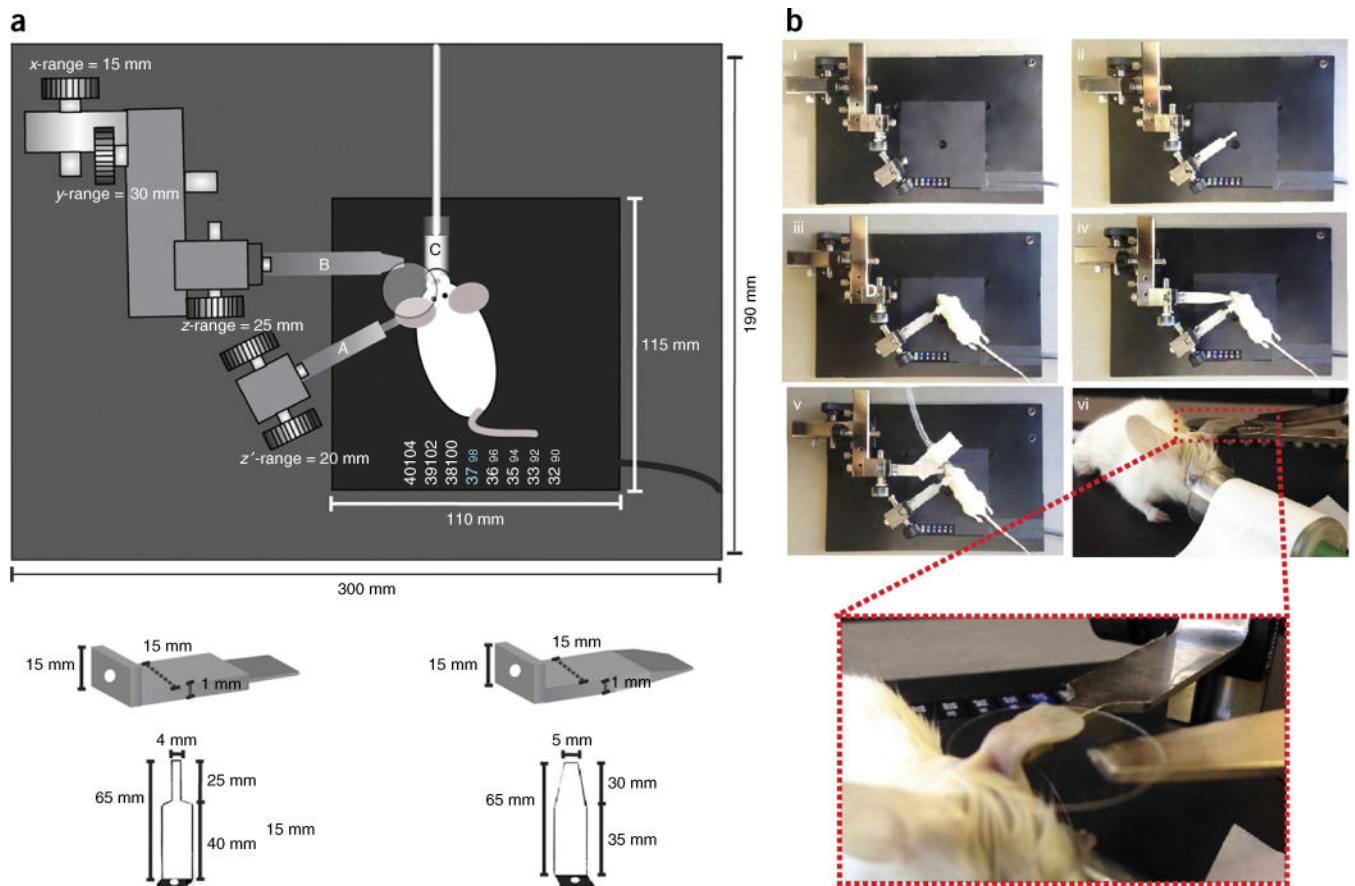 a
x-range = 15 mm
y-range = 30 mm
B
C
z-range = 25 mm
A
z′-range = 20 mm
40104
39102
38100
37 98
36 96
35 94
33 92
32 90
115 mm
110 mm
190 mm
300 mm
15 mm
15 mm
1 mm
4 mm
65 mm
25 mm
40 mm
15 mm
15 mm
15 mm
1 mm
5 mm
65 mm
30 mm
35 mm
b
i
ii
iii
D
iv
v
vi